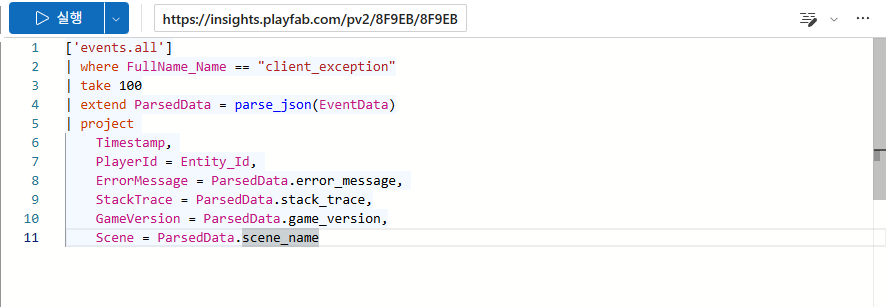 실행
https://insights.playfab.com/pv2/8F9EB/8F9EB
1 ['events.all']
2 | where FullName_Name == "client_exception"
3 | take 100
4 | extend ParsedData = parse_json(EventData)
5 | project
6 Timestamp,
7 PlayerId = Entity_Id,
8 ErrorMessage = ParsedData.error_message,
9 StackTrace = ParsedData.stack_trace,
10 GameVersion = ParsedData.game_version,
11 Scene = ParsedData.scene_name